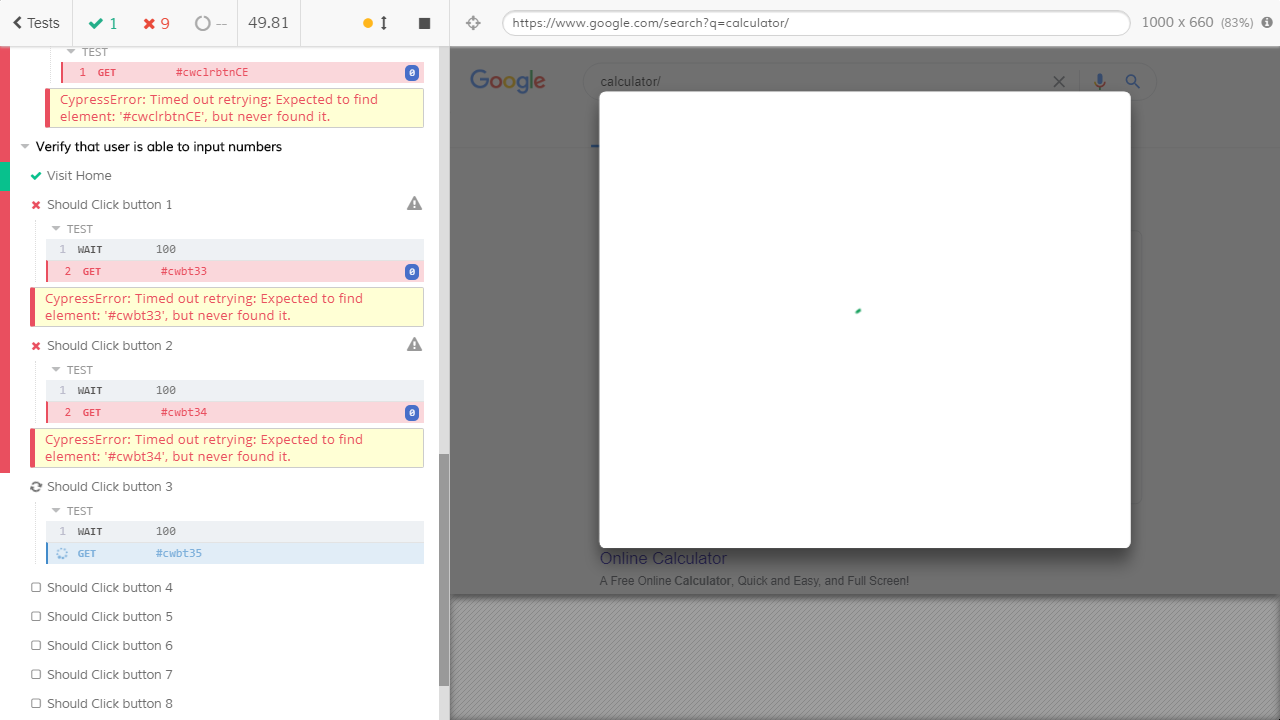 Tests
1
9
--
49.81
https://www.google.com/search?q=calculator/
1000 x 660 (83%)
TEST
1 GET #cwclrbtnCE 0
CypressError: Timed out retrying: Expected to find
element: '#cwclrbtnCE', but never found it.
Verify that user is able to input numbers
Visit Home
Should Click button 1
TEST
1 WAIT 100
2 GET #cwbt33 0
CypressError: Timed out retrying: Expected to find
element: '#cwbt33', but never found it.
Should Click button 2
TEST
1 WAIT 100
2 GET #cwbt34 0
CypressError: Timed out retrying: Expected to find
element: '#cwbt34', but never found it.
Should Click button 3
TEST
1 WAIT 100
GET #cwbt35
Should Click button 4
Should Click button 5
Should Click button 6
Should Click button 7
Should Click button 8
Google
calculator/
Online Calculator
A Free Online Calculator, Quick and Easy, and Full Screen!